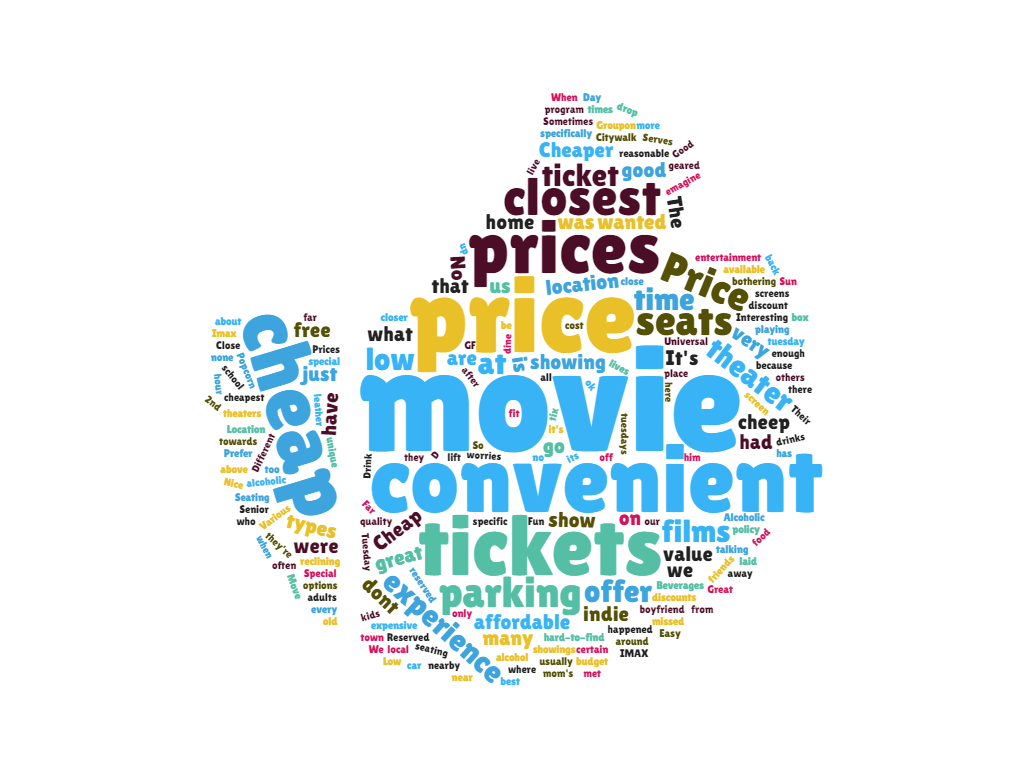 When Day
program times drop
Sometimes Groupon more
specifically Citywalk Serves
Cheaper reasonable Good
live ticket good geared
closest emagine
home was wanted The
prices
up No that us location close
Price entertainment back
available
bothering Sun
screens
discount
price time seats
Interesting box
closer what be cost
playing
GF dine Universal very tuesday
low are at is showing It's theater enough
because
after all lives ok place others
here there
movie
screen Their
fit tix it's tuesdays cheep
go had drinks
Drink they D lift So worries no its off him has
convenient
about far free
Imax cheap
Close Prices
none Popcorn special
hour school just
cheapest leather have
2nd theaters
Location unique
towards Different
Prefer
above too
Nice alcoholic
Seating
Senior Various types
who
when they're were
often reclining
Move Special
options
adults
every
old
Far quality Cheap specific Fun show on our films Alcoholic
policy
Tuesday tickets value talking food
great we friends laid
away
dont reserved parking offer Beverages Great
experience discounts
kids only affordable indie boyfriend from
expensive missed
town Reserved many hard-to-find happened Easy
around
We local seating showings certain IMAX
Low car nearby alcohol usually budget
near where mom's met
best